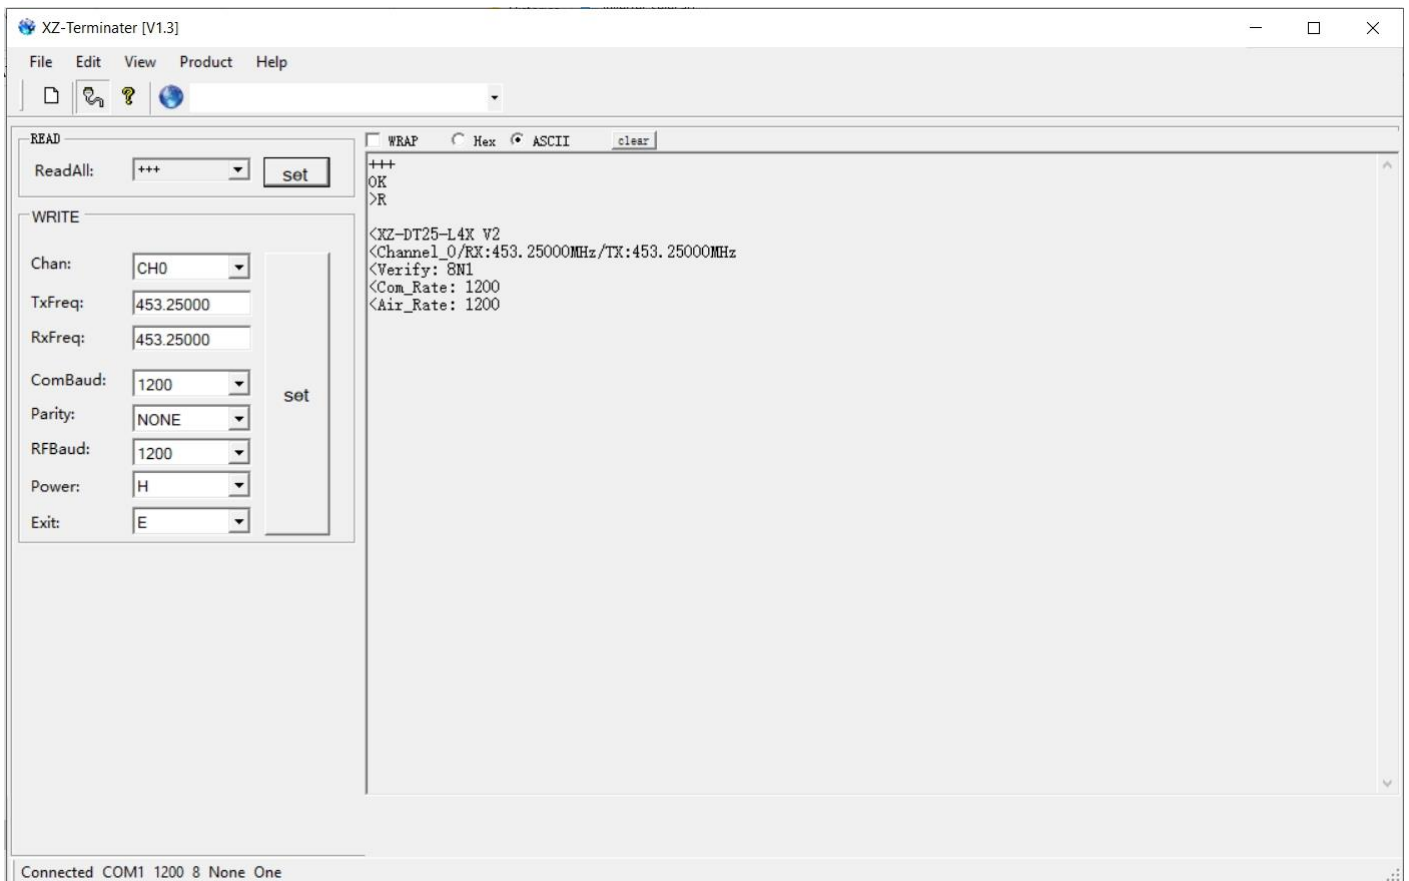 XZ-Terminater [V1.3]
File Edit View Product Help
READ
ReadAll: +++ set
WRITE
Chan: CH0
TxFreq: 453.25000
RxFreq: 453.25000
ComBaud: 1200
set
Parity: NONE
RFBaud: 1200
Power: H
Exit: E
WRAP Hex ASCII clear
+++
OK
>R
<XZ-DT25-L4X V2
<Channel_0/RX:453.25000MHz/TX:453.25000MHz
<Verify: 8N1
<Com_Rate: 1200
<Air_Rate: 1200
Connected COM1 1200 8 None One